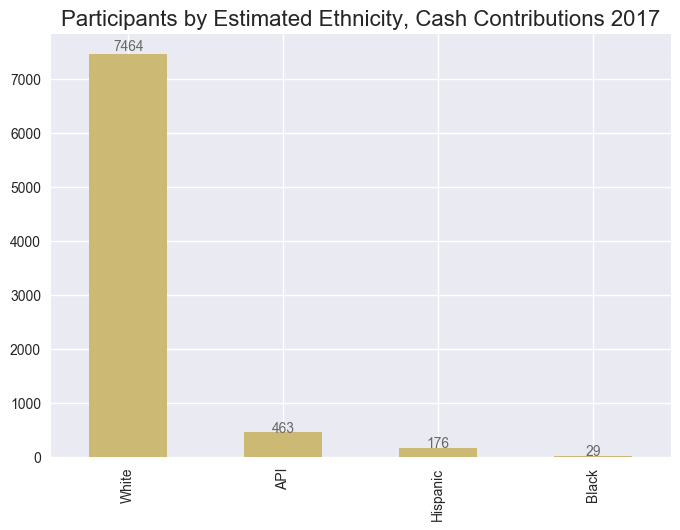 Participants by Estimated Ethnicity, Cash Contributions 2017
7464
7000
6000
5000
4000
3000
2000
1000
463
176
29
0
White
API
Hispanic
Black